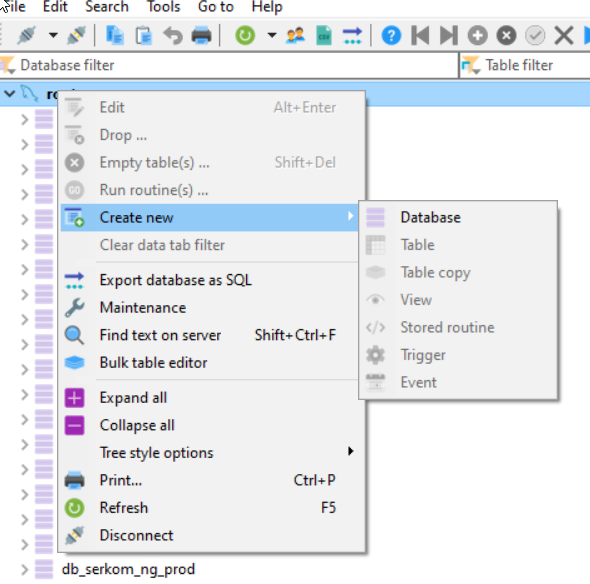 File Edit Search Tools Go to Help
Database filter Table filter
Edit Alt+Enter
Drop ...
Empty table(s) ... Shift+Del
Run routine(s) ...
Create new
Clear data tab filter
Export database as SQL
Maintenance
Find text on server Shift+Ctrl+F
Bulk table editor
Expand all
Collapse all
Tree style options
Print... Ctrl+P
Refresh F5
Disconnect
Database
Table
Table copy
View
Stored routine
Trigger
Event
db_serkom_ng_prod